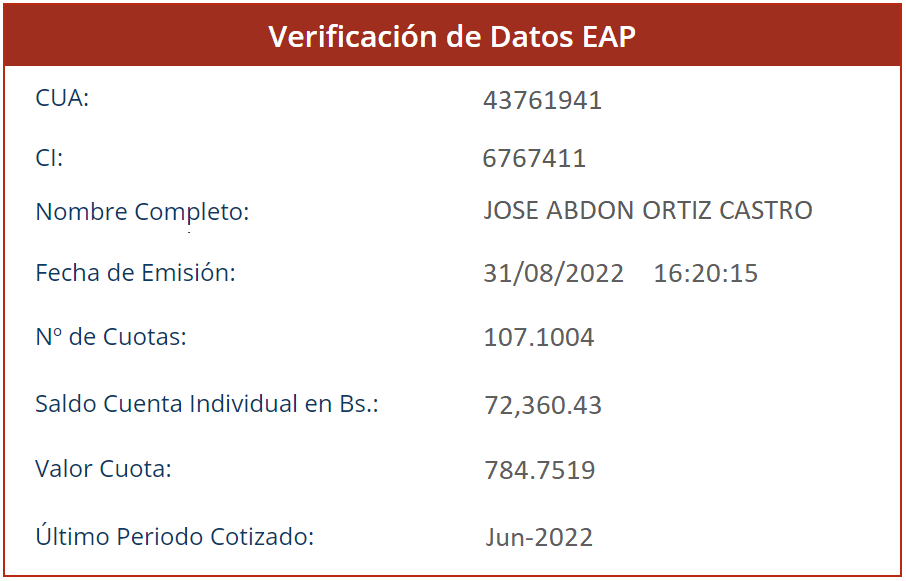 Verificación de Datos EAP
CUA: 43761941
CI: 6767411
Nombre Completo: JOSE ABDON ORTIZ CASTRO
Fecha de Emisión: 31/08/2022 16:20:15
Nº de Cuotas: 107.1004
Saldo Cuenta Individual en Bs.: 72,360.43
Valor Cuota: 784.7519
Último Periodo Cotizado: Jun-2022